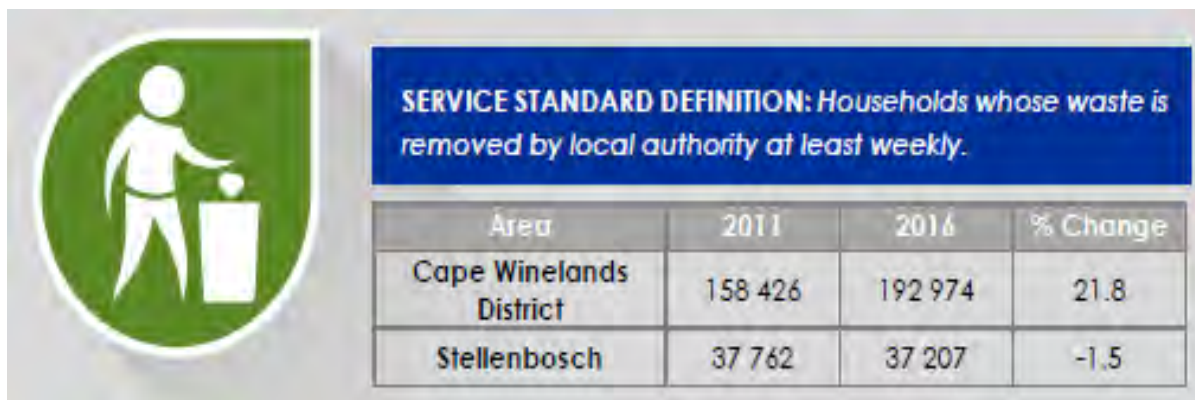 SERVICE STANDARD DEFINITION: Households whose waste is
removed by local authority at least weekly.
Area 2011 2016 % Change
Cape Winelands
District 158 426 192 974 21.8
Stellenbosch 37 762 37 207 -1.5